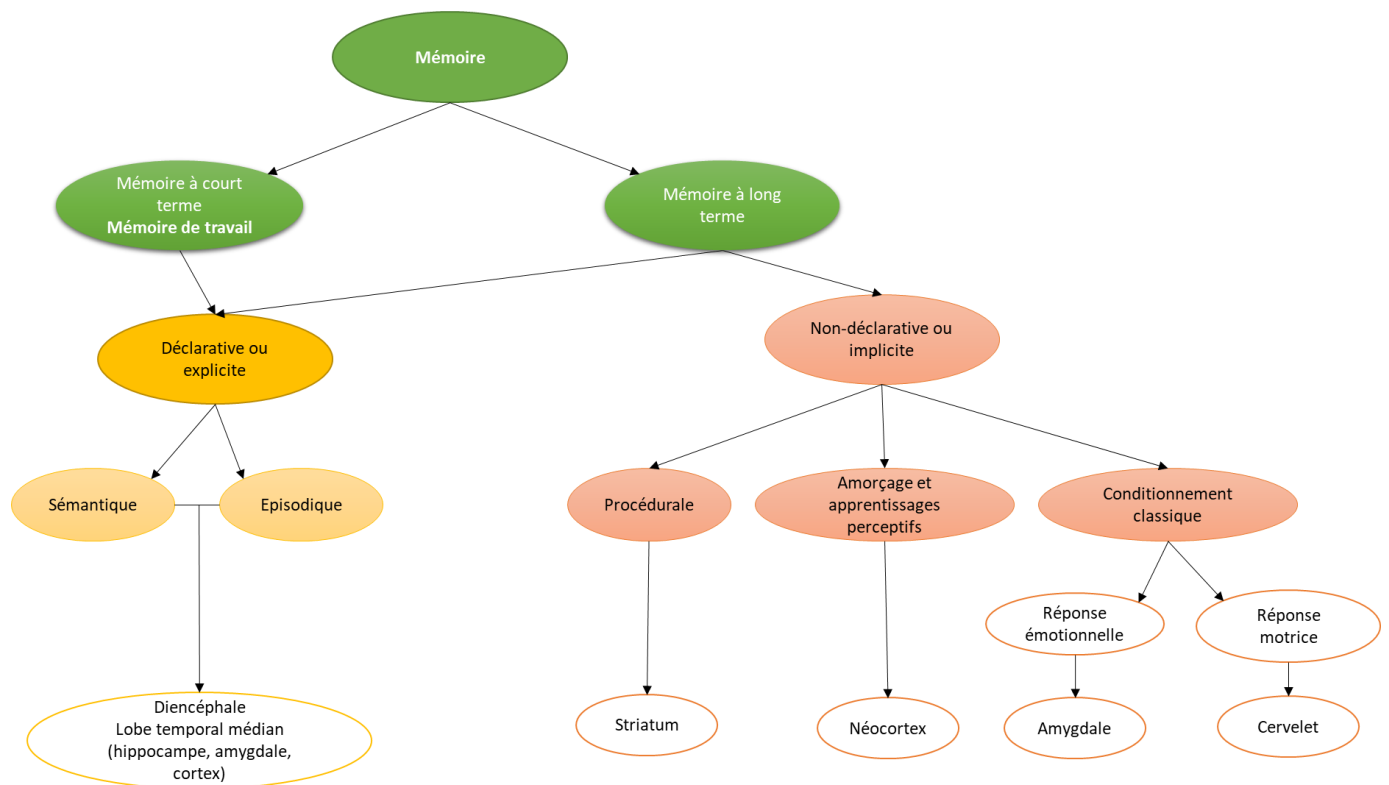 Mémoire
Mémoire à court
terme
Mémoire de travail
Mémoire à long
terme
Déclarative ou
explicite
Non-déclarative ou
implicite
Sémantique
Episodique
Procédurale
Amorçage et
apprentissages
perceptifs
Conditionnement
classique
Réponse
émotionnelle
Réponse
motrice
Diencéphale
Lobe temporal médian
(hippocampe, amygdale,
cortex)
Striatum
Néocortex
Amygdale
Cervelet